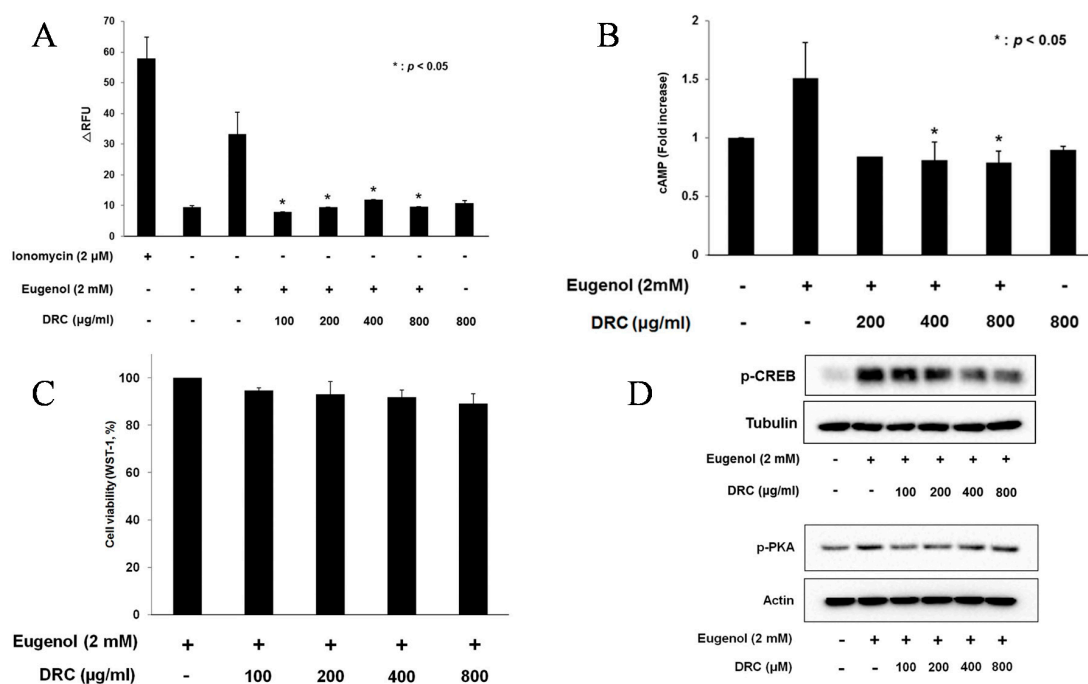 A
70
60
50
40
30
20
10
0
△RFU
* : p < 0.05
Ionomycin (2 µM) + - - - - - - -
Eugenol (2 mM) - - + + + + + -
DRC (µg/ml) - - - 100 200 400 800 800
* * * *
B
2
1.5
1
0.5
0
cAMP (Fold increase)
* : p < 0.05
* *
Eugenol (2mM) - + + + + -
DRC (µg/ml) - - 200 400 800 800
C
100
80
60
40
20
0
Cell viability (WST-1, %)
Eugenol (2 mM) + + + + +
DRC (µg/ml) - 100 200 400 800
D
p-CREB
Tubulin
Eugenol (2 mM) - + + + + +
DRC (µg/ml) - - 100 200 400 800
p-PKA
Actin
Eugenol (2 mM) - + + + + +
DRC (µM) - - 100 200 400 800